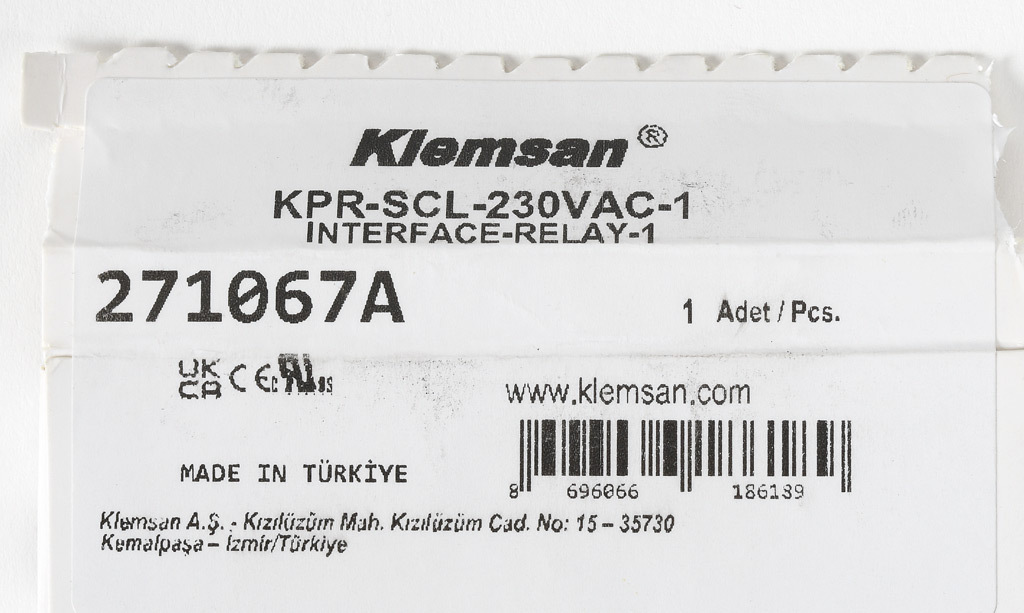 Klemsan®
KPR-SCL-230VAC-1
INTERFACE-RELAY-1
271067A
1 Adet / Pcs.
UK
CA CE
www.klemsan.com
MADE IN TÜRKİYE
8 696066 186139
Klemsan A.Ş. - Kızılüzüm Mah. Kızılüzüm Cad. No: 15 – 35730
Kemalpaşa – İzmir/Türkiye